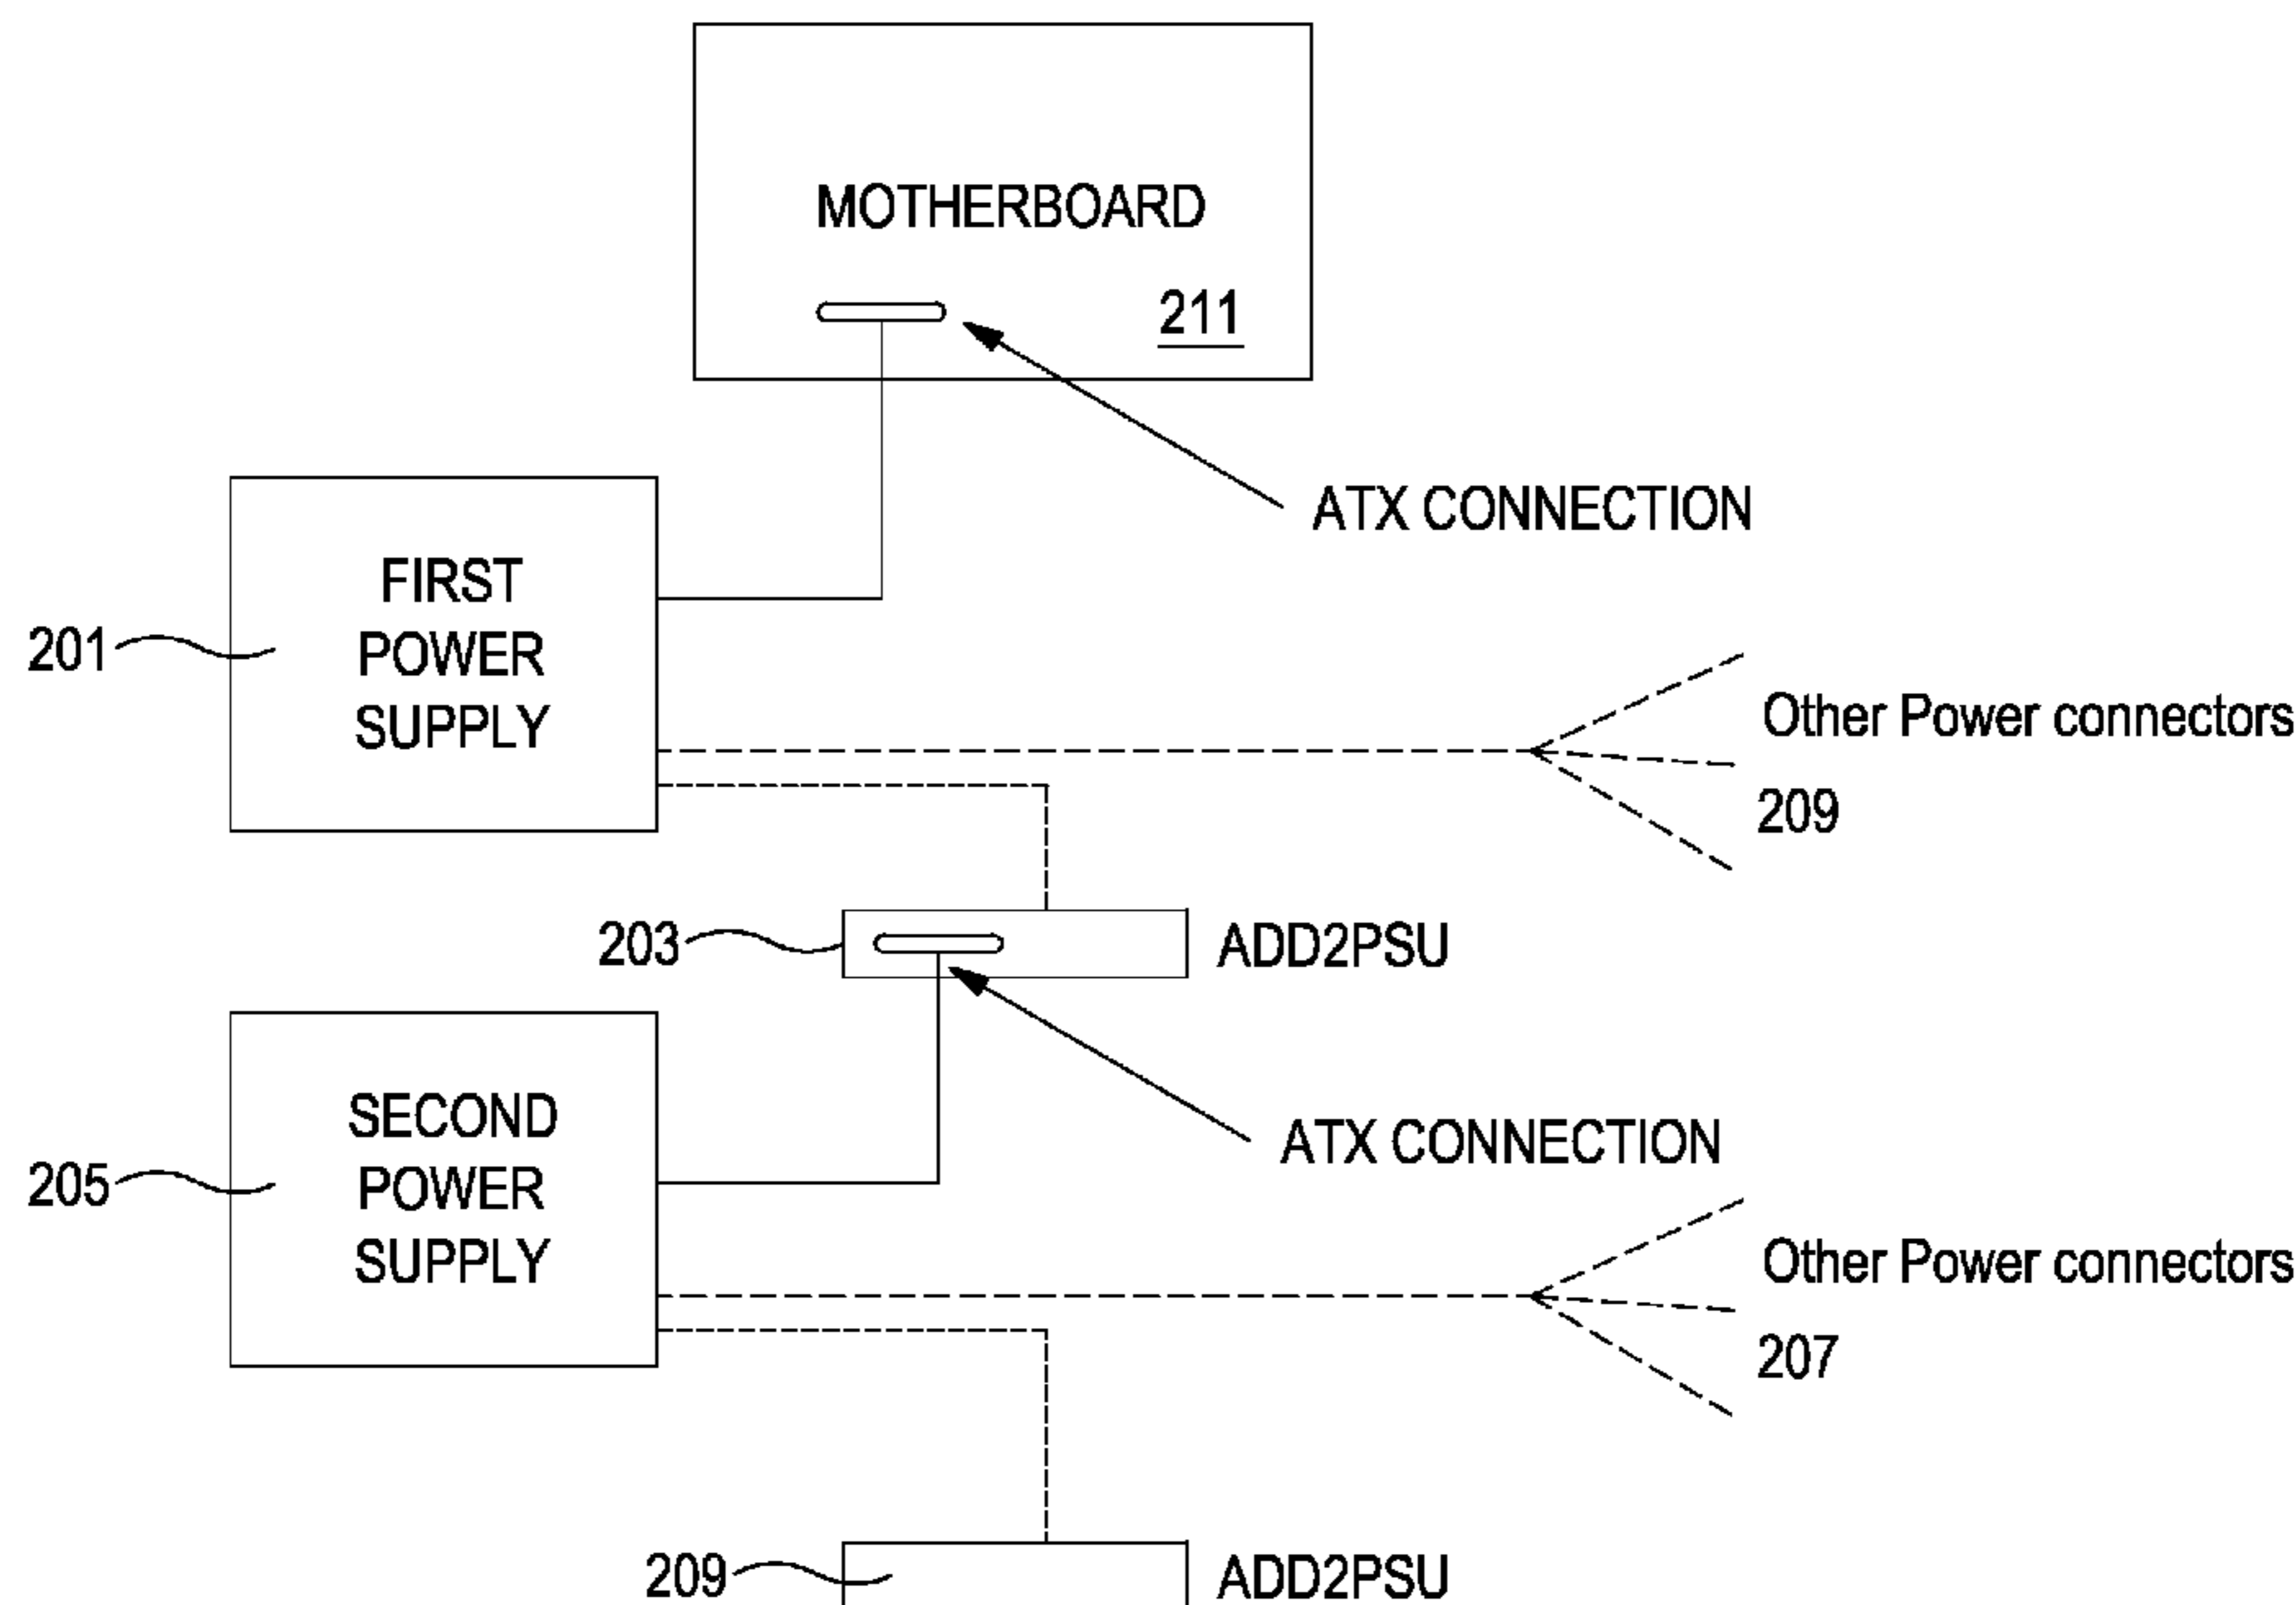 MOTHERBOARD
211
ATX CONNECTION
FIRST
POWER
SUPPLY
201
Other Power connectors
209
203
ADD2PSU
SECOND
POWER
SUPPLY
205
ATX CONNECTION
Other Power connectors
207
209
ADD2PSU